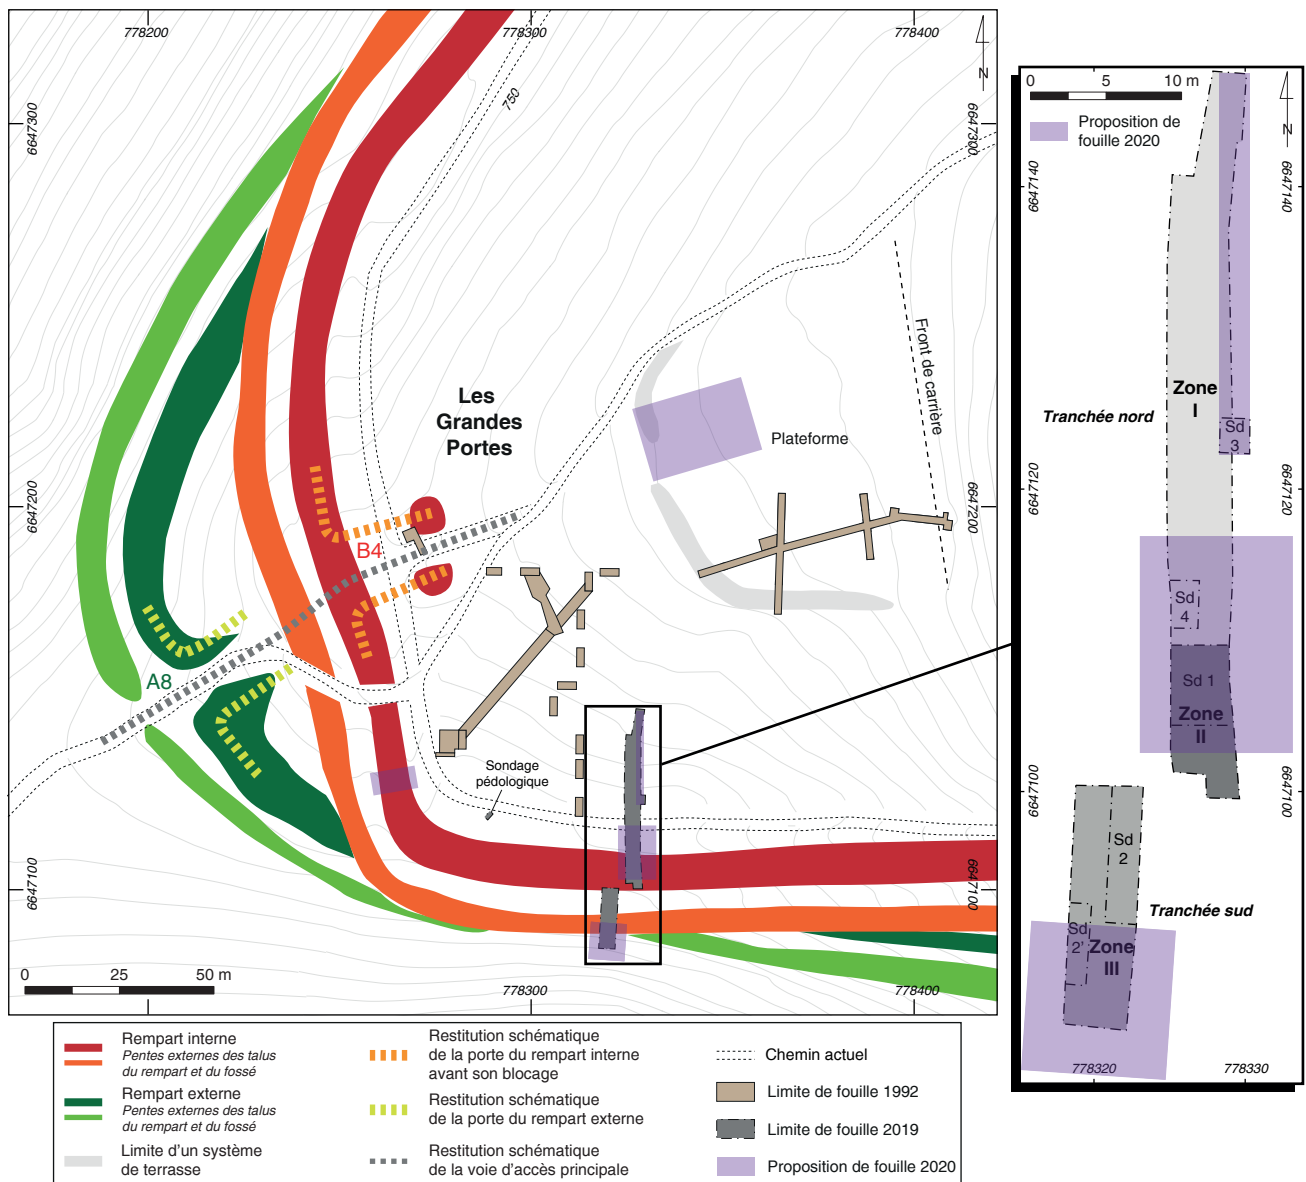 778200
778300
778400
6647300
6647300
750
N
Les
Grandes
Portes
Front de carrière
Plateforme
6647200
6647200
B4
A8
Sondage
pédologique
6647100
6647100
0 25 50 m
778300
778400
0 5 10 m
N
Proposition de
fouille 2020
6647140
6647140
Zone
I
Tranchée nord
Sd
3
6647120
6647120
Sd
4
Sd 1
Zone
II
6647100
6647100
Sd
2
Tranchée sud
Sd
2'
Zone
III
778320
778330
Rempart interne
Pentes externes des talus
du rempart et du fossé
Rempart externe
Pentes externes des talus
du rempart et du fossé
Limite d'un système
de terrasse
Restitution schématique
de la porte du rempart interne
avant son blocage
Restitution schématique
de la porte du rempart externe
Restitution schématique
de la voie d'accès principale
Chemin actuel
Limite de fouille 1992
Limite de fouille 2019
Proposition de fouille 2020